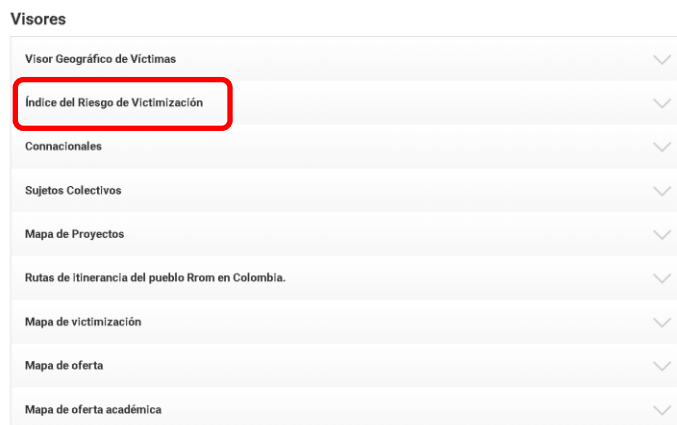 Visores
Visor Geográfico de Víctimas
Índice del Riesgo de Victimización
Connacionales
Sujetos Colectivos
Mapa de Proyectos
Rutas de itinerancia del pueblo Rrom en Colombia.
Mapa de victimización
Mapa de oferta
Mapa de oferta académica